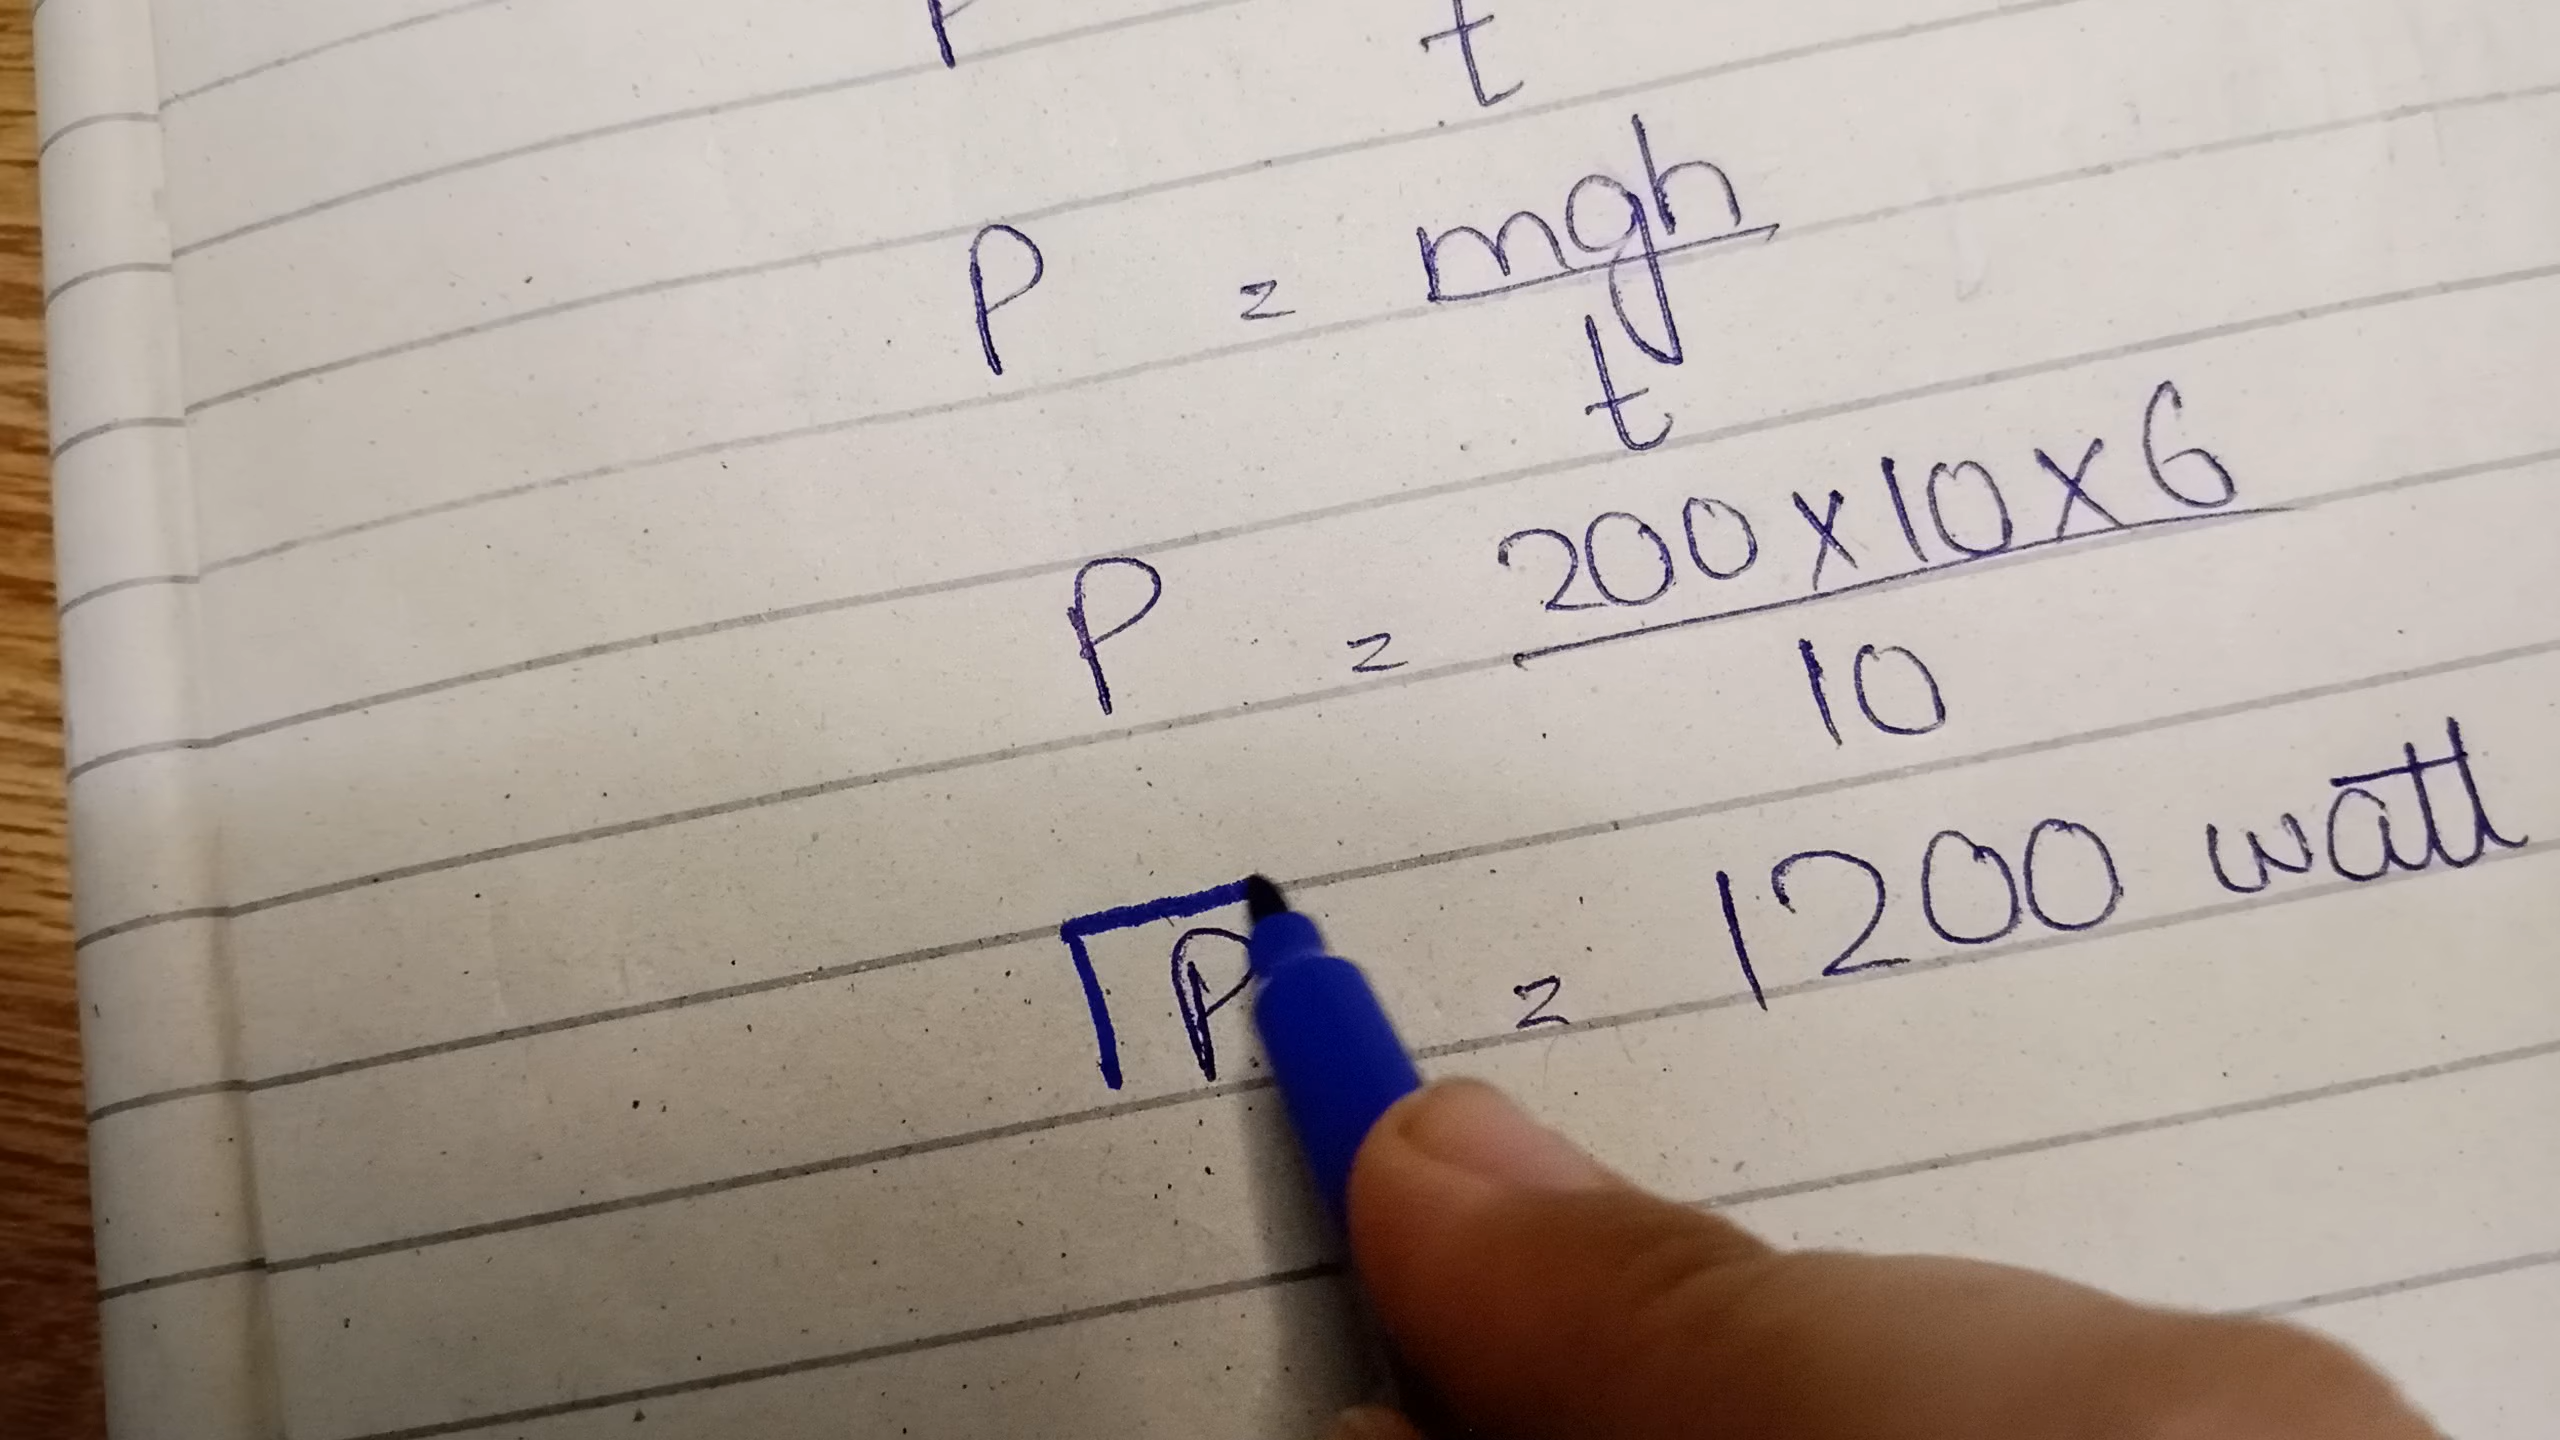 P t
P = mgh / t
P = 200 × 10 × 6 / 10
P = 1200 watt